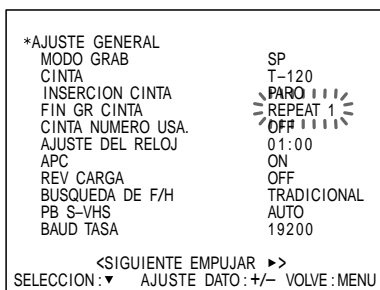 *AJUSTE GENERAL
MODO GRAB SP
CINTA T–120
INSERCION CINTA PARO
FIN GR CINTA REPEAT 1
CINTA NUMERO USA. OFF
AJUSTE DEL RELOJ 01:00
APC ON
REV CARGA OFF
BUSQUEDA DE F/H TRADICIONAL
PB S–VHS AUTO
BAUD TASA 19200
<SIGUIENTE EMPUJAR ►>
SELECCION:▼ AJUSTE DATO:+/– VOLVE:MENU